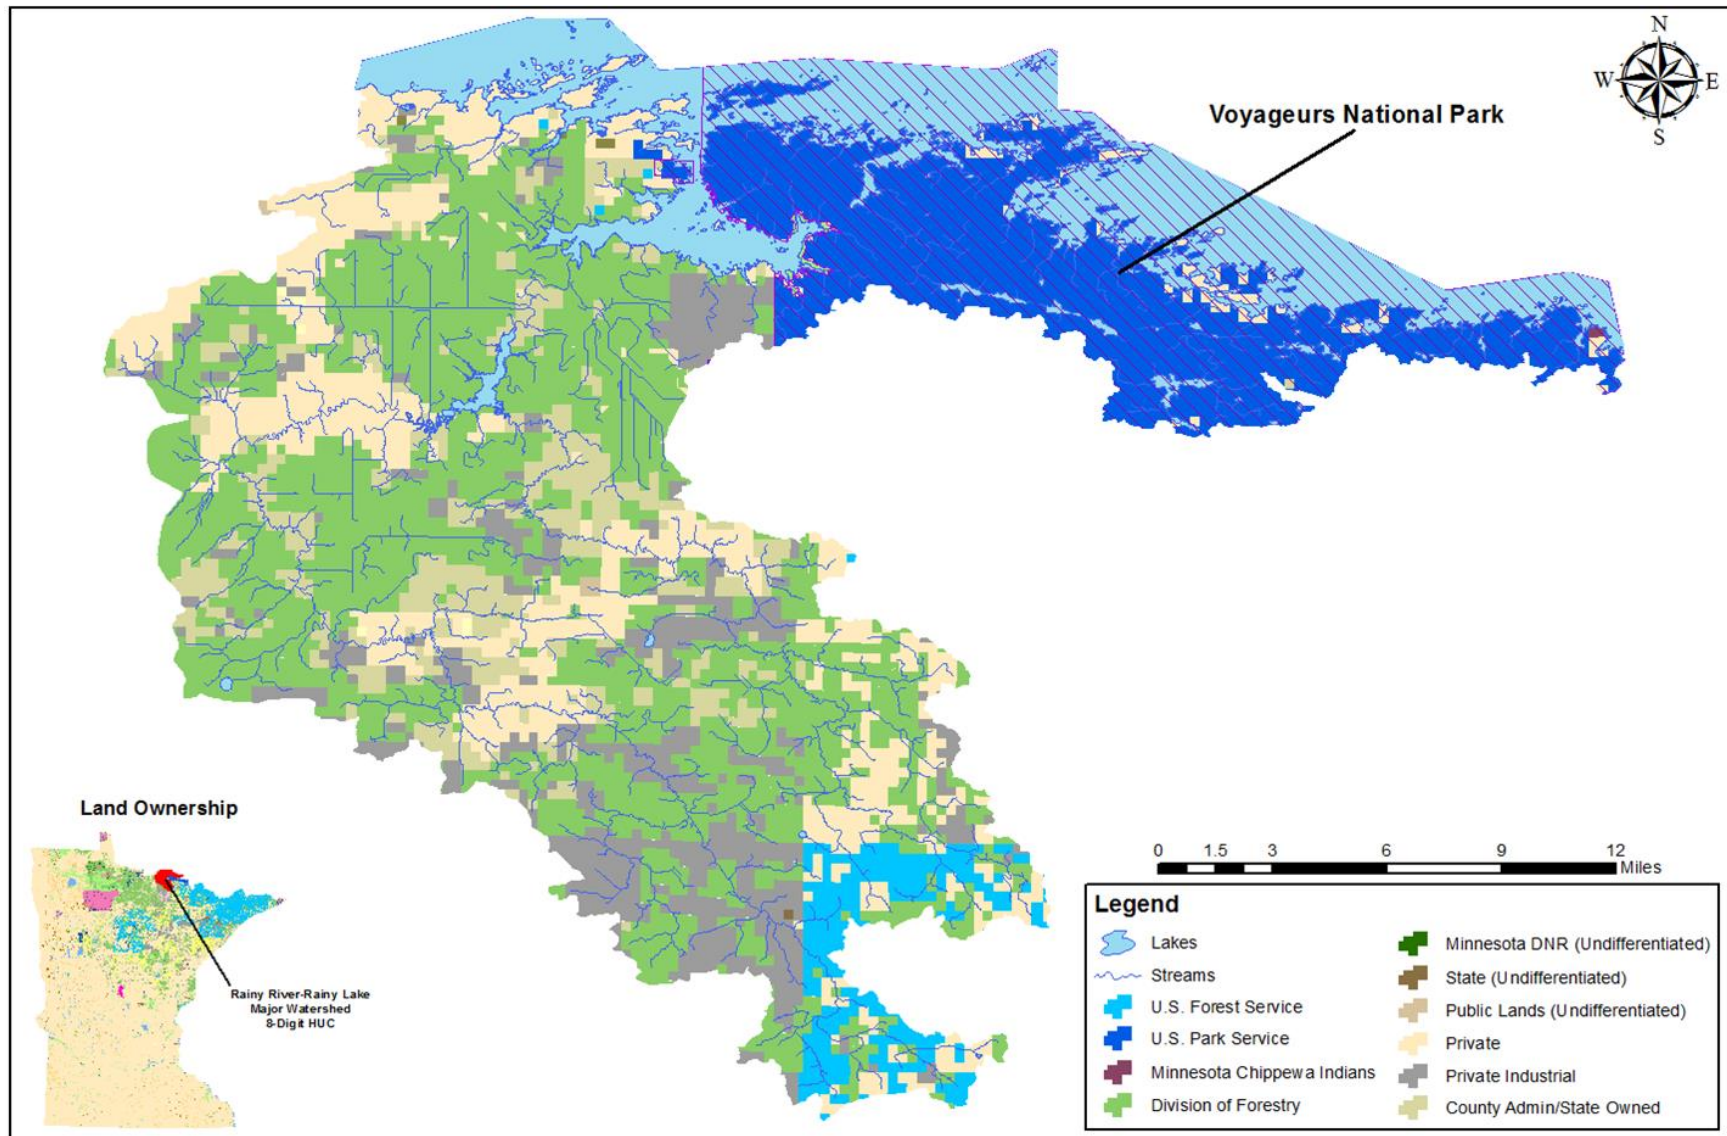 N
W E
S
Voyageurs National Park
Land Ownership
Rainy River-Rainy Lake
Major Watershed
8-Digit HUC
0 1.5 3 6 9 12
Miles
Legend
Lakes
Streams
U.S. Forest Service
U.S. Park Service
Minnesota Chippewa Indians
Division of Forestry
Minnesota DNR (Undifferentiated)
State (Undifferentiated)
Public Lands (Undifferentiated)
Private
Private Industrial
County Admin/State Owned